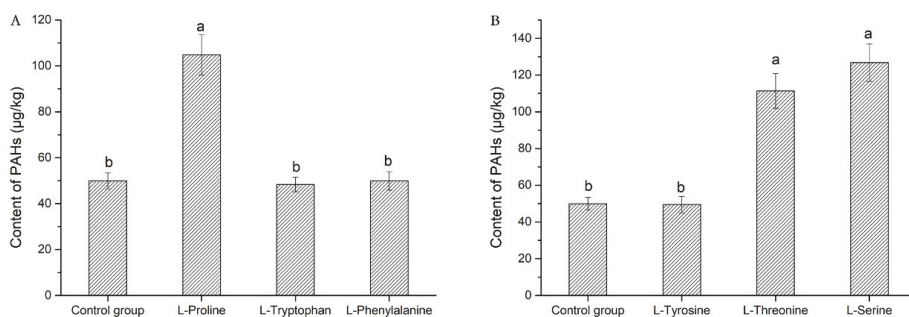 A
Content of PAHs (μg/kg)
120
100
80
60
40
20
0
b
a
b
b
Control group L-Proline L-Tryptophan L-Phenylalanine
B
Content of PAHs (μg/kg)
140
120
100
80
60
40
20
0
b
b
a
a
Control group L-Tyrosine L-Threonine L-Serine